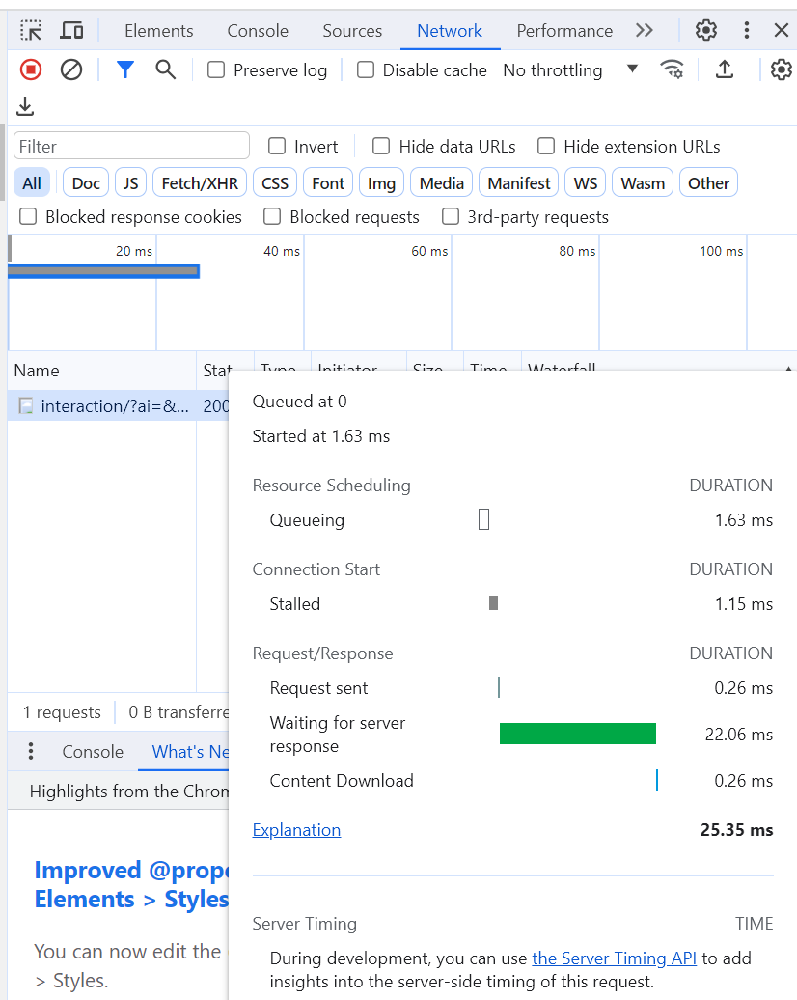 Elements Console Sources Network Performance
Preserve log Disable cache No throttling
Filter Invert Hide data URLs Hide extension URLs
All Doc JS Fetch/XHR CSS Font Img Media Manifest WS Wasm Other
Blocked response cookies Blocked requests 3rd-party requests
20 ms 40 ms 60 ms 80 ms 100 ms
Name Stat Type Initiator Size Time Waterfall
interaction/?ai=&... 200
Queued at 0
Started at 1.63 ms
Resource Scheduling DURATION
Queueing 1.63 ms
Connection Start DURATION
Stalled 1.15 ms
Request/Response DURATION
Request sent 0.26 ms
Waiting for server
response 22.06 ms
Content Download 0.26 ms
Explanation 25.35 ms
Server Timing TIME
During development, you can use the Server Timing API to add
insights into the server-side timing of this request.
1 requests 0 B transferre
Console What's Ne
Highlights from the Chrom
Improved @prope
Elements > Styles
You can now edit the
> Styles.